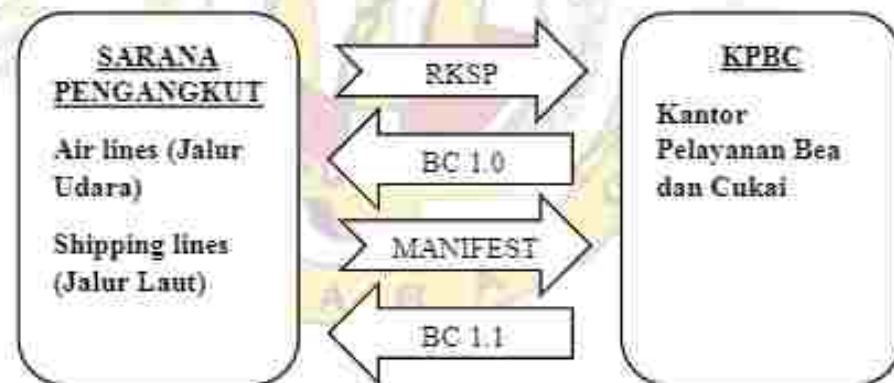 SARANA
PENGANGKUT
Air lines (Jalur
Udara)
Shipping lines
(Jalur Laut)
RKSP
BC 1.0
MANIFEST
BC 1.1
KPBC
Kantor
Pelayanan Bea
dan Cukai